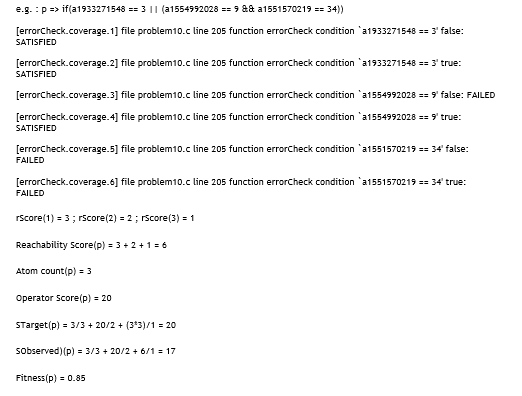 e.g. : p => if(a1933271548 == 3 || (a1554992028 == 9 && a1551570219 == 34))
[errorCheck.coverage.1] file problem10.c line 205 function errorCheck condition `a1933271548 == 3' false:
SATISFIED
[errorCheck.coverage.2] file problem10.c line 205 function errorCheck condition `a1933271548 == 3' true:
SATISFIED
[errorCheck.coverage.3] file problem10.c line 205 function errorCheck condition `a1554992028 == 9' false: FAILED
[errorCheck.coverage.4] file problem10.c line 205 function errorCheck condition `a1554992028 == 9' true:
SATISFIED
[errorCheck.coverage.5] file problem10.c line 205 function errorCheck condition `a1551570219 == 34' false:
FAILED
[errorCheck.coverage.6] file problem10.c line 205 function errorCheck condition `a1551570219 == 34' true:
FAILED
rScore(1) = 3 ; rScore(2) = 2 ; rScore(3) = 1
Reachability Score(p) = 3 + 2 + 1 = 6
Atom count(p) = 3
Operator Score(p) = 20
STarget(p) = 3/3 + 20/2 + (3*3)/1 = 20
SObserved)(p) = 3/3 + 20/2 + 6/1 = 17
Fitness(p) = 0.85